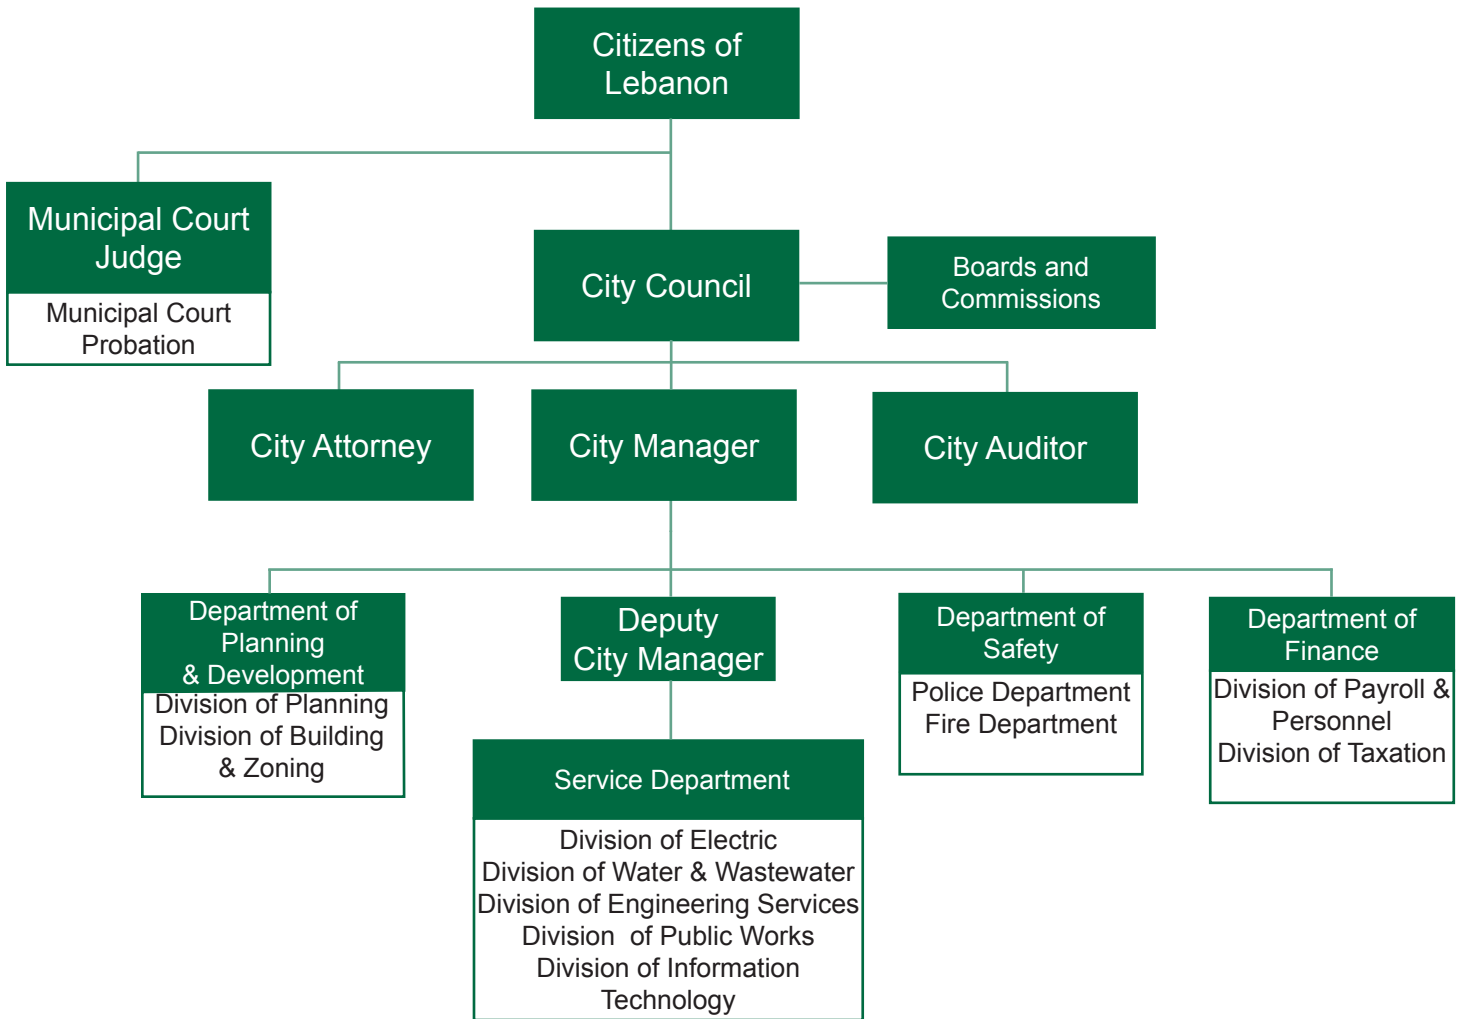 Citizens of
Lebanon
Municipal Court
Judge
Municipal Court
Probation
City Council
Boards and
Commissions
City Attorney
City Manager
City Auditor
Department of
Planning
& Development
Division of Planning
Division of Building
& Zoning
Deputy
City Manager
Service Department
Division of Electric
Division of Water & Wastewater
Division of Engineering Services
Division of Public Works
Division of Information
Technology
Department of
Safety
Police Department
Fire Department
Department of
Finance
Division of Payroll &
Personnel
Division of Taxation